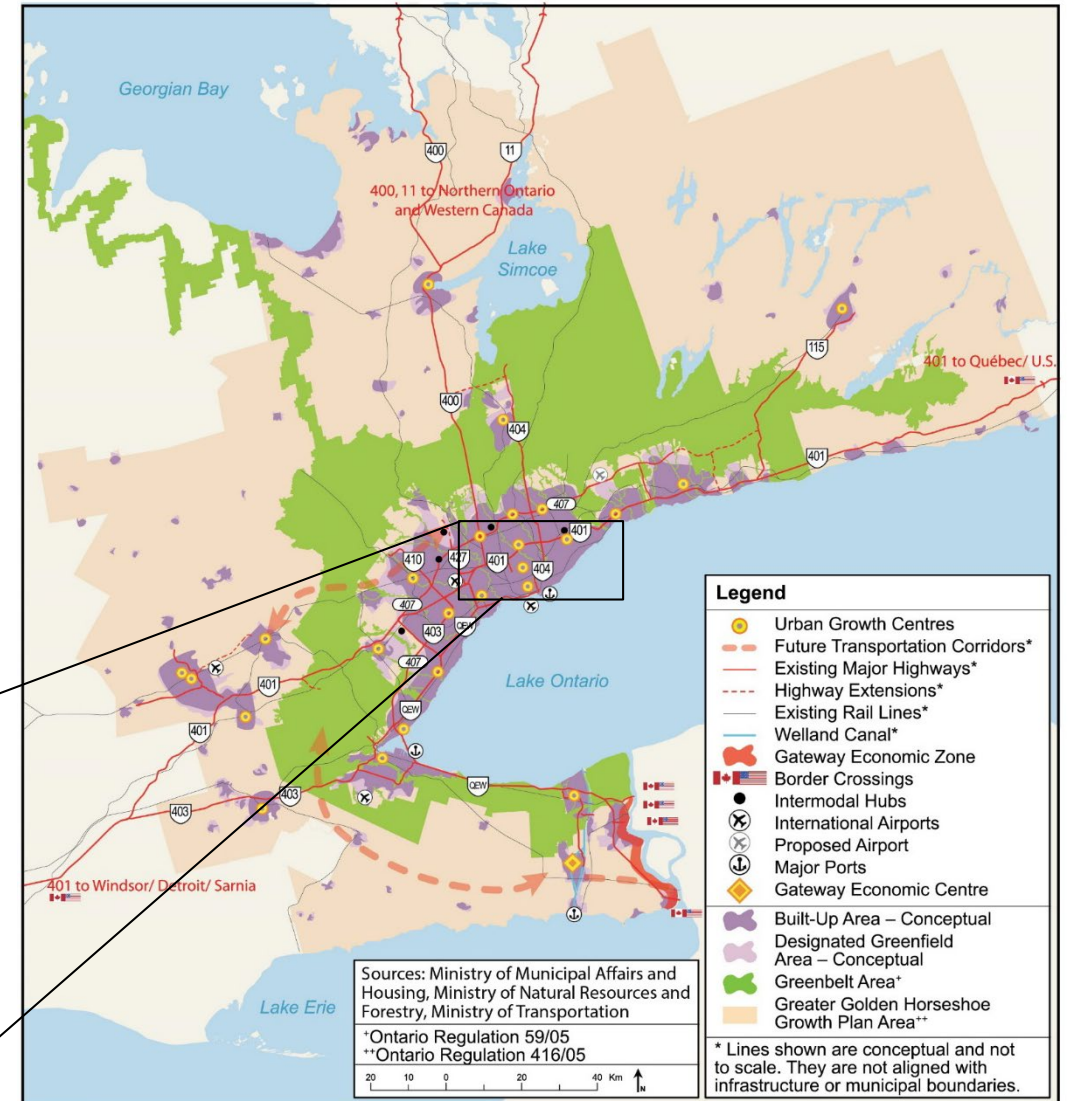 Georgian Bay
400
11
400, 11 to Northern Ontario
and Western Canada
Lake
Simcoe
115
401 to Québec/ U.S.
400
404
401
407
401
410
427
401
404
407
403
QEW
407
Lake Ontario
401
QEW
401
403
403
QEW
401 to Windsor/ Detroit/ Sarnia
Lake Erie
Sources: Ministry of Municipal Affairs and
Housing, Ministry of Natural Resources and
Forestry, Ministry of Transportation
+Ontario Regulation 59/05
++Ontario Regulation 416/05
20 10 0 20 40 Km N
Legend
Urban Growth Centres
Future Transportation Corridors*
Existing Major Highways*
Highway Extensions*
Existing Rail Lines*
Welland Canal*
Gateway Economic Zone
Border Crossings
Intermodal Hubs
International Airports
Proposed Airport
Major Ports
Gateway Economic Centre
Built-Up Area – Conceptual
Designated Greenfield
Area – Conceptual
Greenbelt Area+
Greater Golden Horseshoe
Growth Plan Area++
* Lines shown are conceptual and not
to scale. They are not aligned with
infrastructure or municipal boundaries.